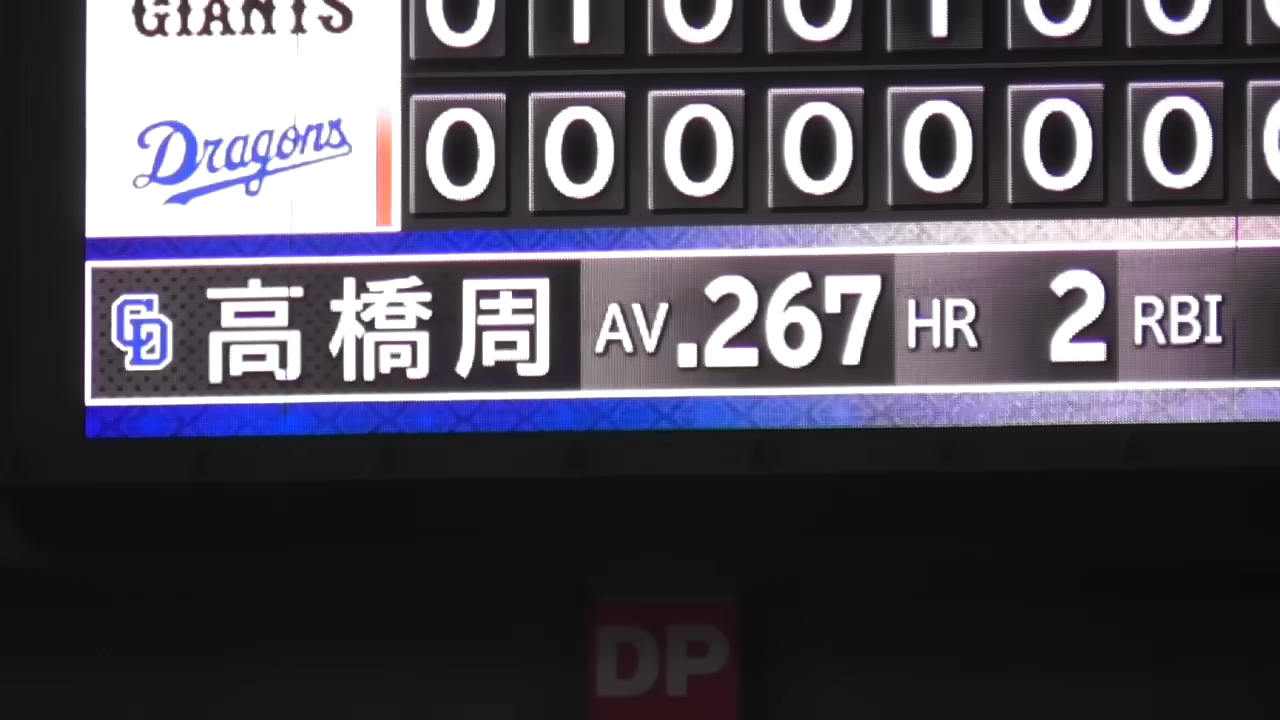 GIANTS 0 1 0 0 1 0 0
Dragons 0 0 0 0 0 0 0
CD 高橋周 AV .267 HR 2 RBI
DP